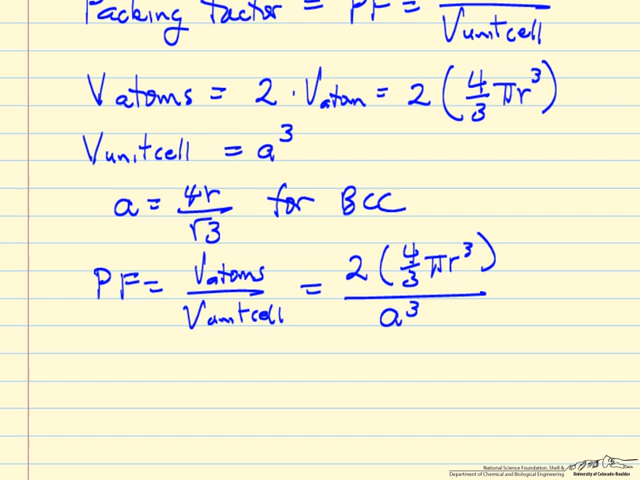 Packing factor = PF = ―
Vunitcell
Vatoms = 2 · Vatom = 2 (4/3 πr³)
Vunitcell = a³
a = 4r/√3 for BCC
PF = Vatoms/Vunitcell = 2 (4/3 πr³)/a³
National Science Foundation, Shell &
Department of Chemical and Biological Engineering
University of Colorado-Boulder